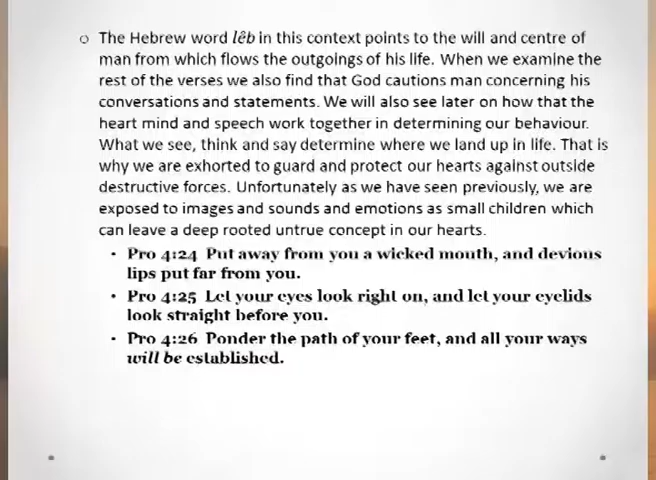 ○ The Hebrew word lêb in this context points to the will and centre of
man from which flows the outgoings of his life. When we examine the
rest of the verses we also find that God cautions man concerning his
conversations and statements. We will also see later on how that the
heart mind and speech work together in determining our behaviour.
What we see, think and say determine where we land up in life. That is
why we are exhorted to guard and protect our hearts against outside
destructive forces. Unfortunately as we have seen previously, we are
exposed to images and sounds and emotions as small children which
can leave a deep rooted untrue concept in our hearts.
• Pro 4:24 Put away from you a wicked mouth, and devious
lips put far from you.
• Pro 4:25 Let your eyes look right on, and let your eyelids
look straight before you.
• Pro 4:26 Ponder the path of your feet, and all your ways
will be established.